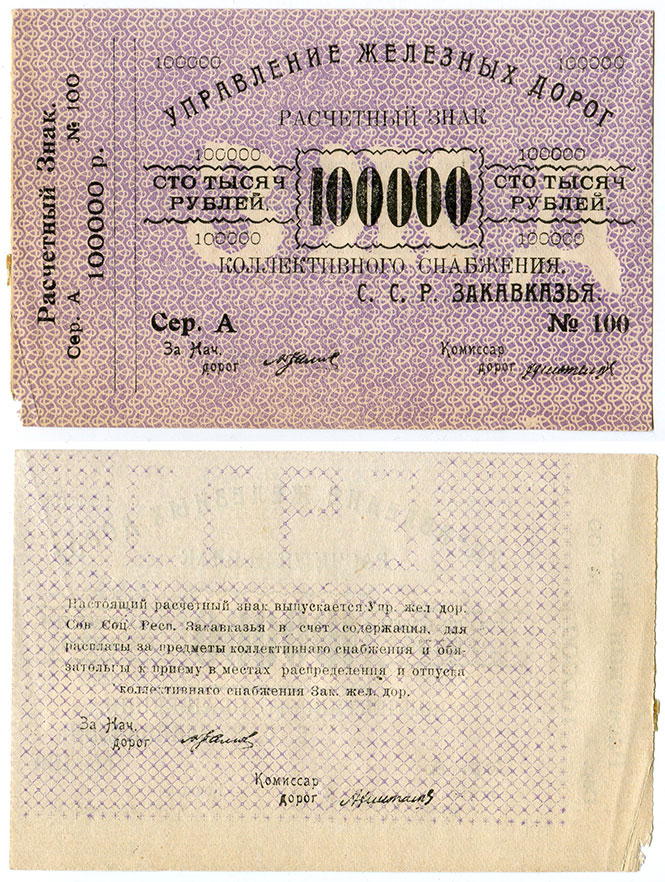 Расчетный Знак.
Сер. А 100000 р. № 100
100000 100000
УПРАВЛЕНИЕ ЖЕЛЕЗНЫХ ДОРОГ
РАСЧЕТНЫЙ ЗНАК
100000 100000
СТО ТЫСЯЧ РУБЛЕЙ. 100000 СТО ТЫСЯЧ РУБЛЕЙ.
100000 100000
КОЛЛЕКТИВНОГО СНАБЖЕНИЯ.
С. С. Р. ЗАКАВКАЗЬЯ.
Сер. А № 100
За Нач. дорог Комиссар дорог
Настоящий расчетный знак выпускается Упр. жел дор.
Сов Соц Респ. Закавказья в счет содержания, для
расплаты за предметы коллективного снабжения и обя-
зательны к приему в местах распределения и отпуска
коллективнаго снабжения Зак. жел. дор.
За Нач.
дорог
Комиссар
дорог